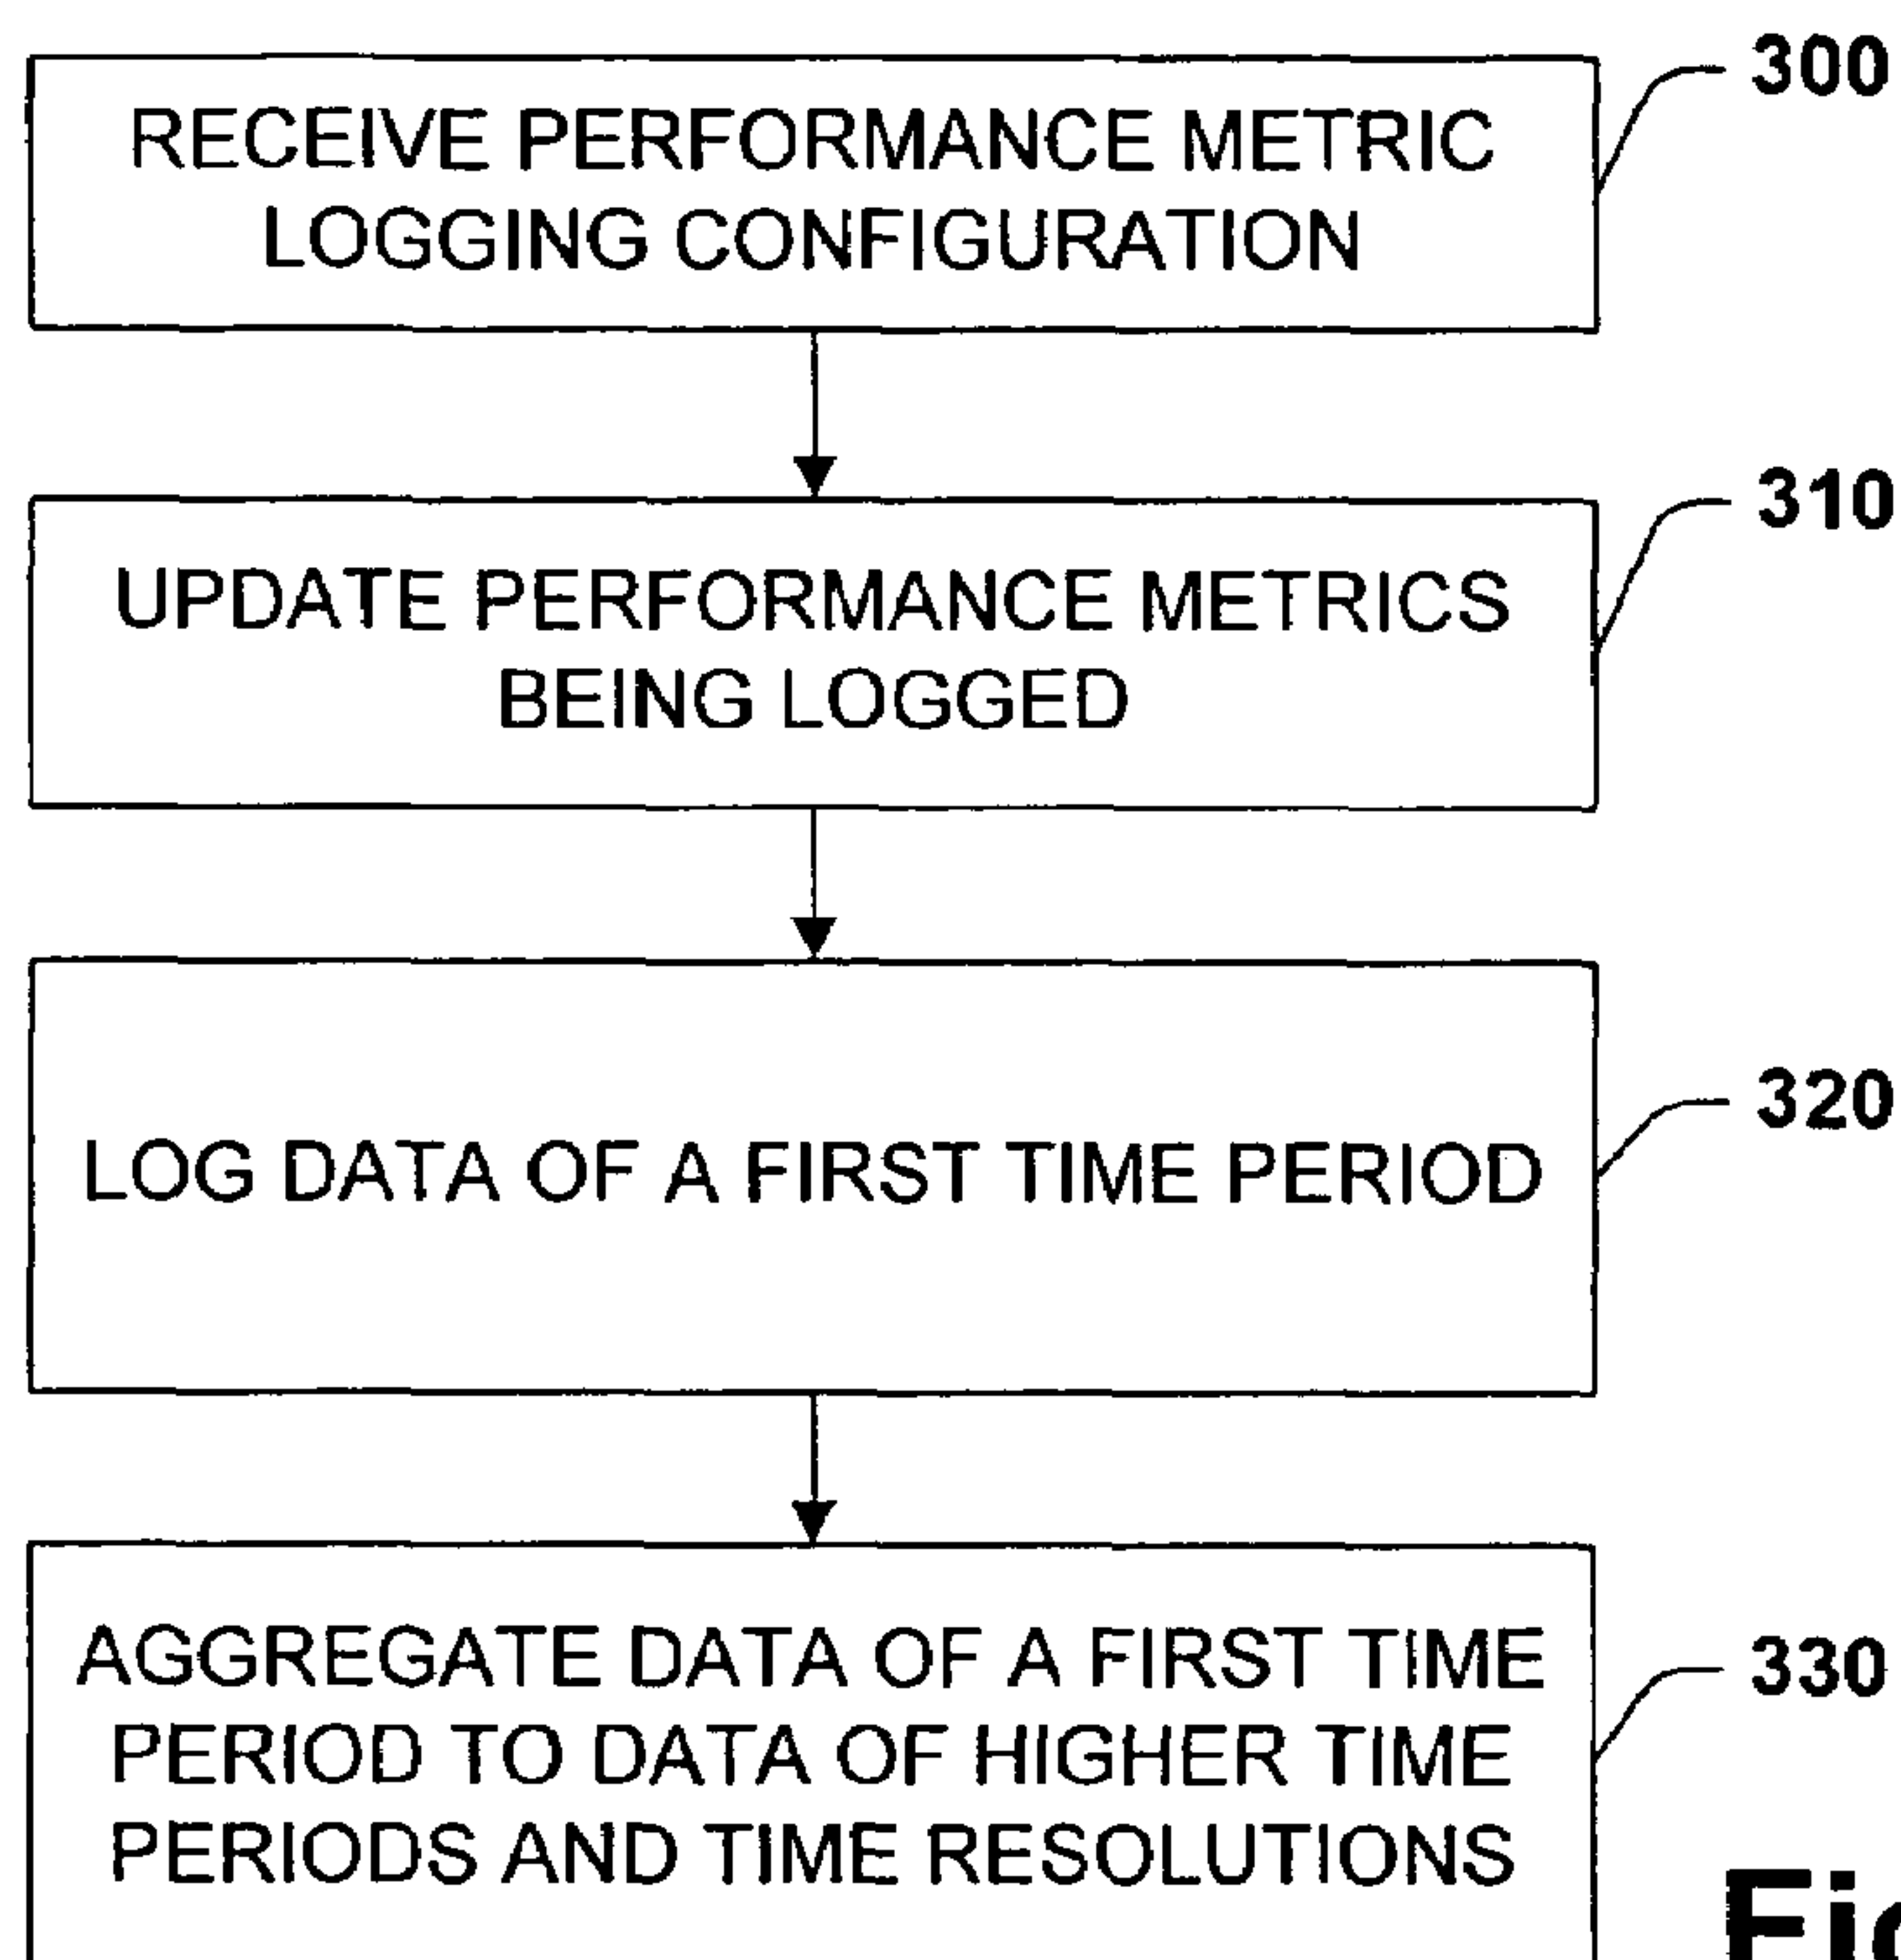 300
RECEIVE PERFORMANCE METRIC
LOGGING CONFIGURATION
310
UPDATE PERFORMANCE METRICS
BEING LOGGED
320
LOG DATA OF A FIRST TIME PERIOD
330
AGGREGATE DATA OF A FIRST TIME
PERIOD TO DATA OF HIGHER TIME
PERIODS AND TIME RESOLUTIONS